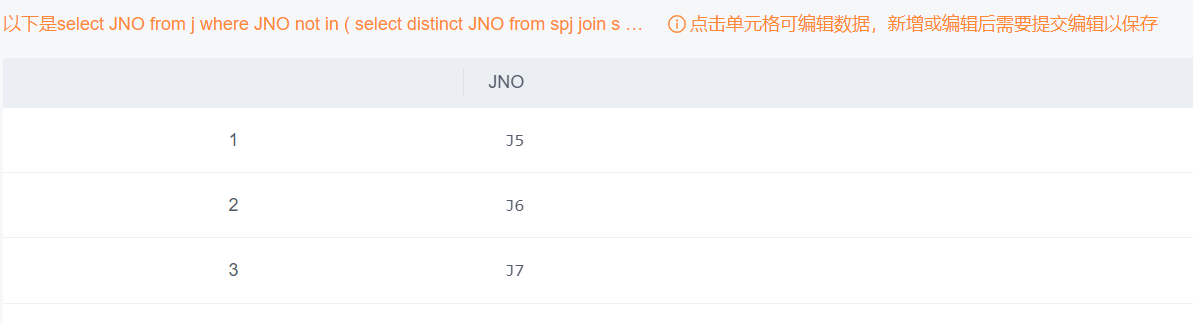 以下是select JNO from j where JNO not in ( select distinct JNO from spj join s … ⓘ 点击单元格可编辑数据，新增或编辑后需要提交编辑以保存
JNO
1 J5
2 J6
3 J7